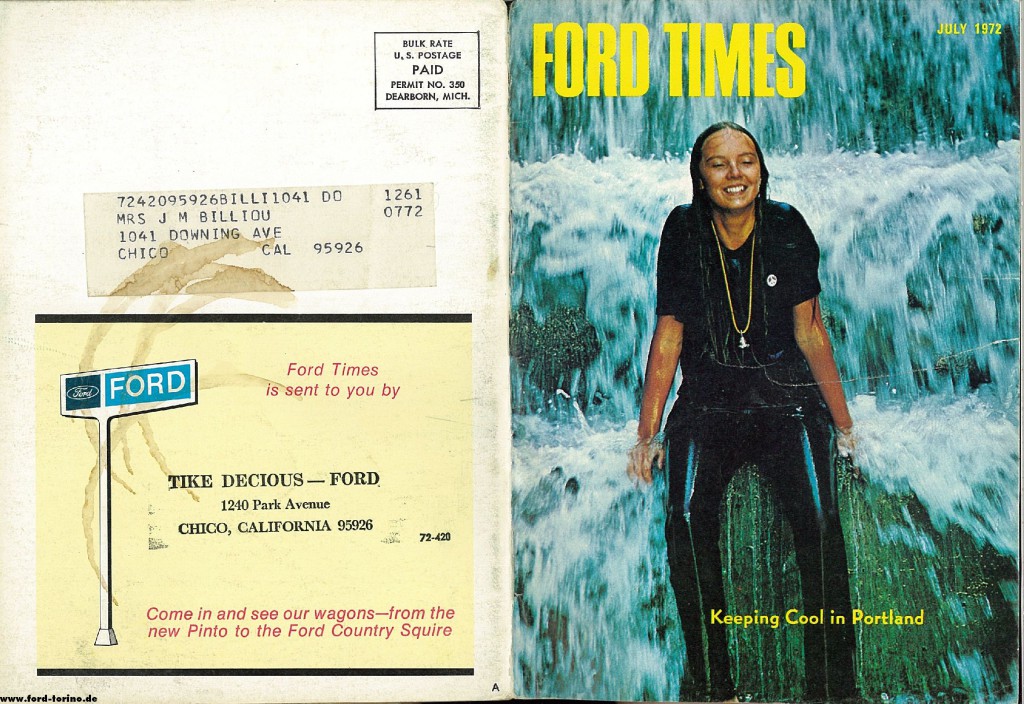 BULK RATE
U.S. POSTAGE
PAID
PERMIT NO. 350
DEARBORN, MICH.
7242095926BILLI1041 DO 1261
MRS J M BILLIOU 0772
1041 DOWNING AVE
CHICO CAL 95926
Ford FORD
Ford Times
is sent to you by
TIKE DECIOUS — FORD
1240 Park Avenue
CHICO, CALIFORNIA 95926
72-420
Come in and see our wagons—from the
new Pinto to the Ford Country Squire
A
www.ford-torino.de
FORD TIMES
JULY 1972
Keeping Cool in Portland